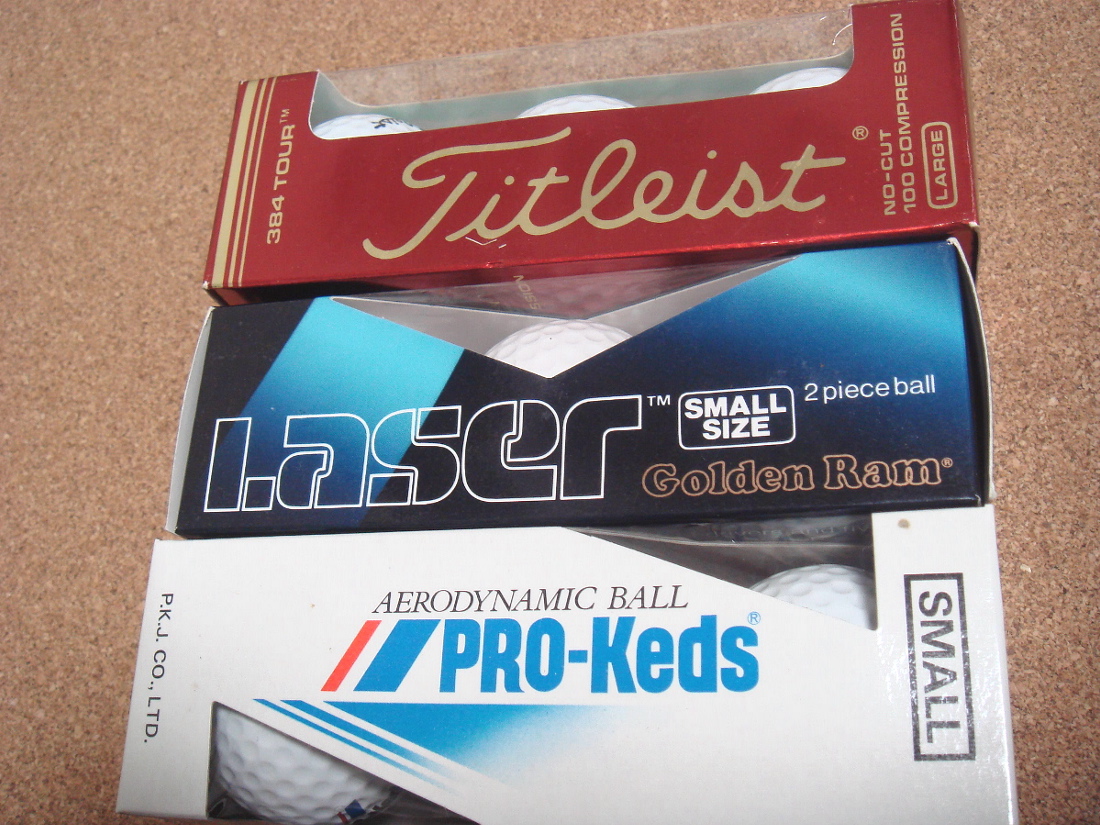 384 TOUR™
Titleist®
NO-CUT
100 COMPRESSION
LARGE
Laser™
SMALL
SIZE
2 piece ball
Golden Ram®
AERODYNAMIC BALL
PRO-Keds®
P.K.J. CO., LTD.
SMALL